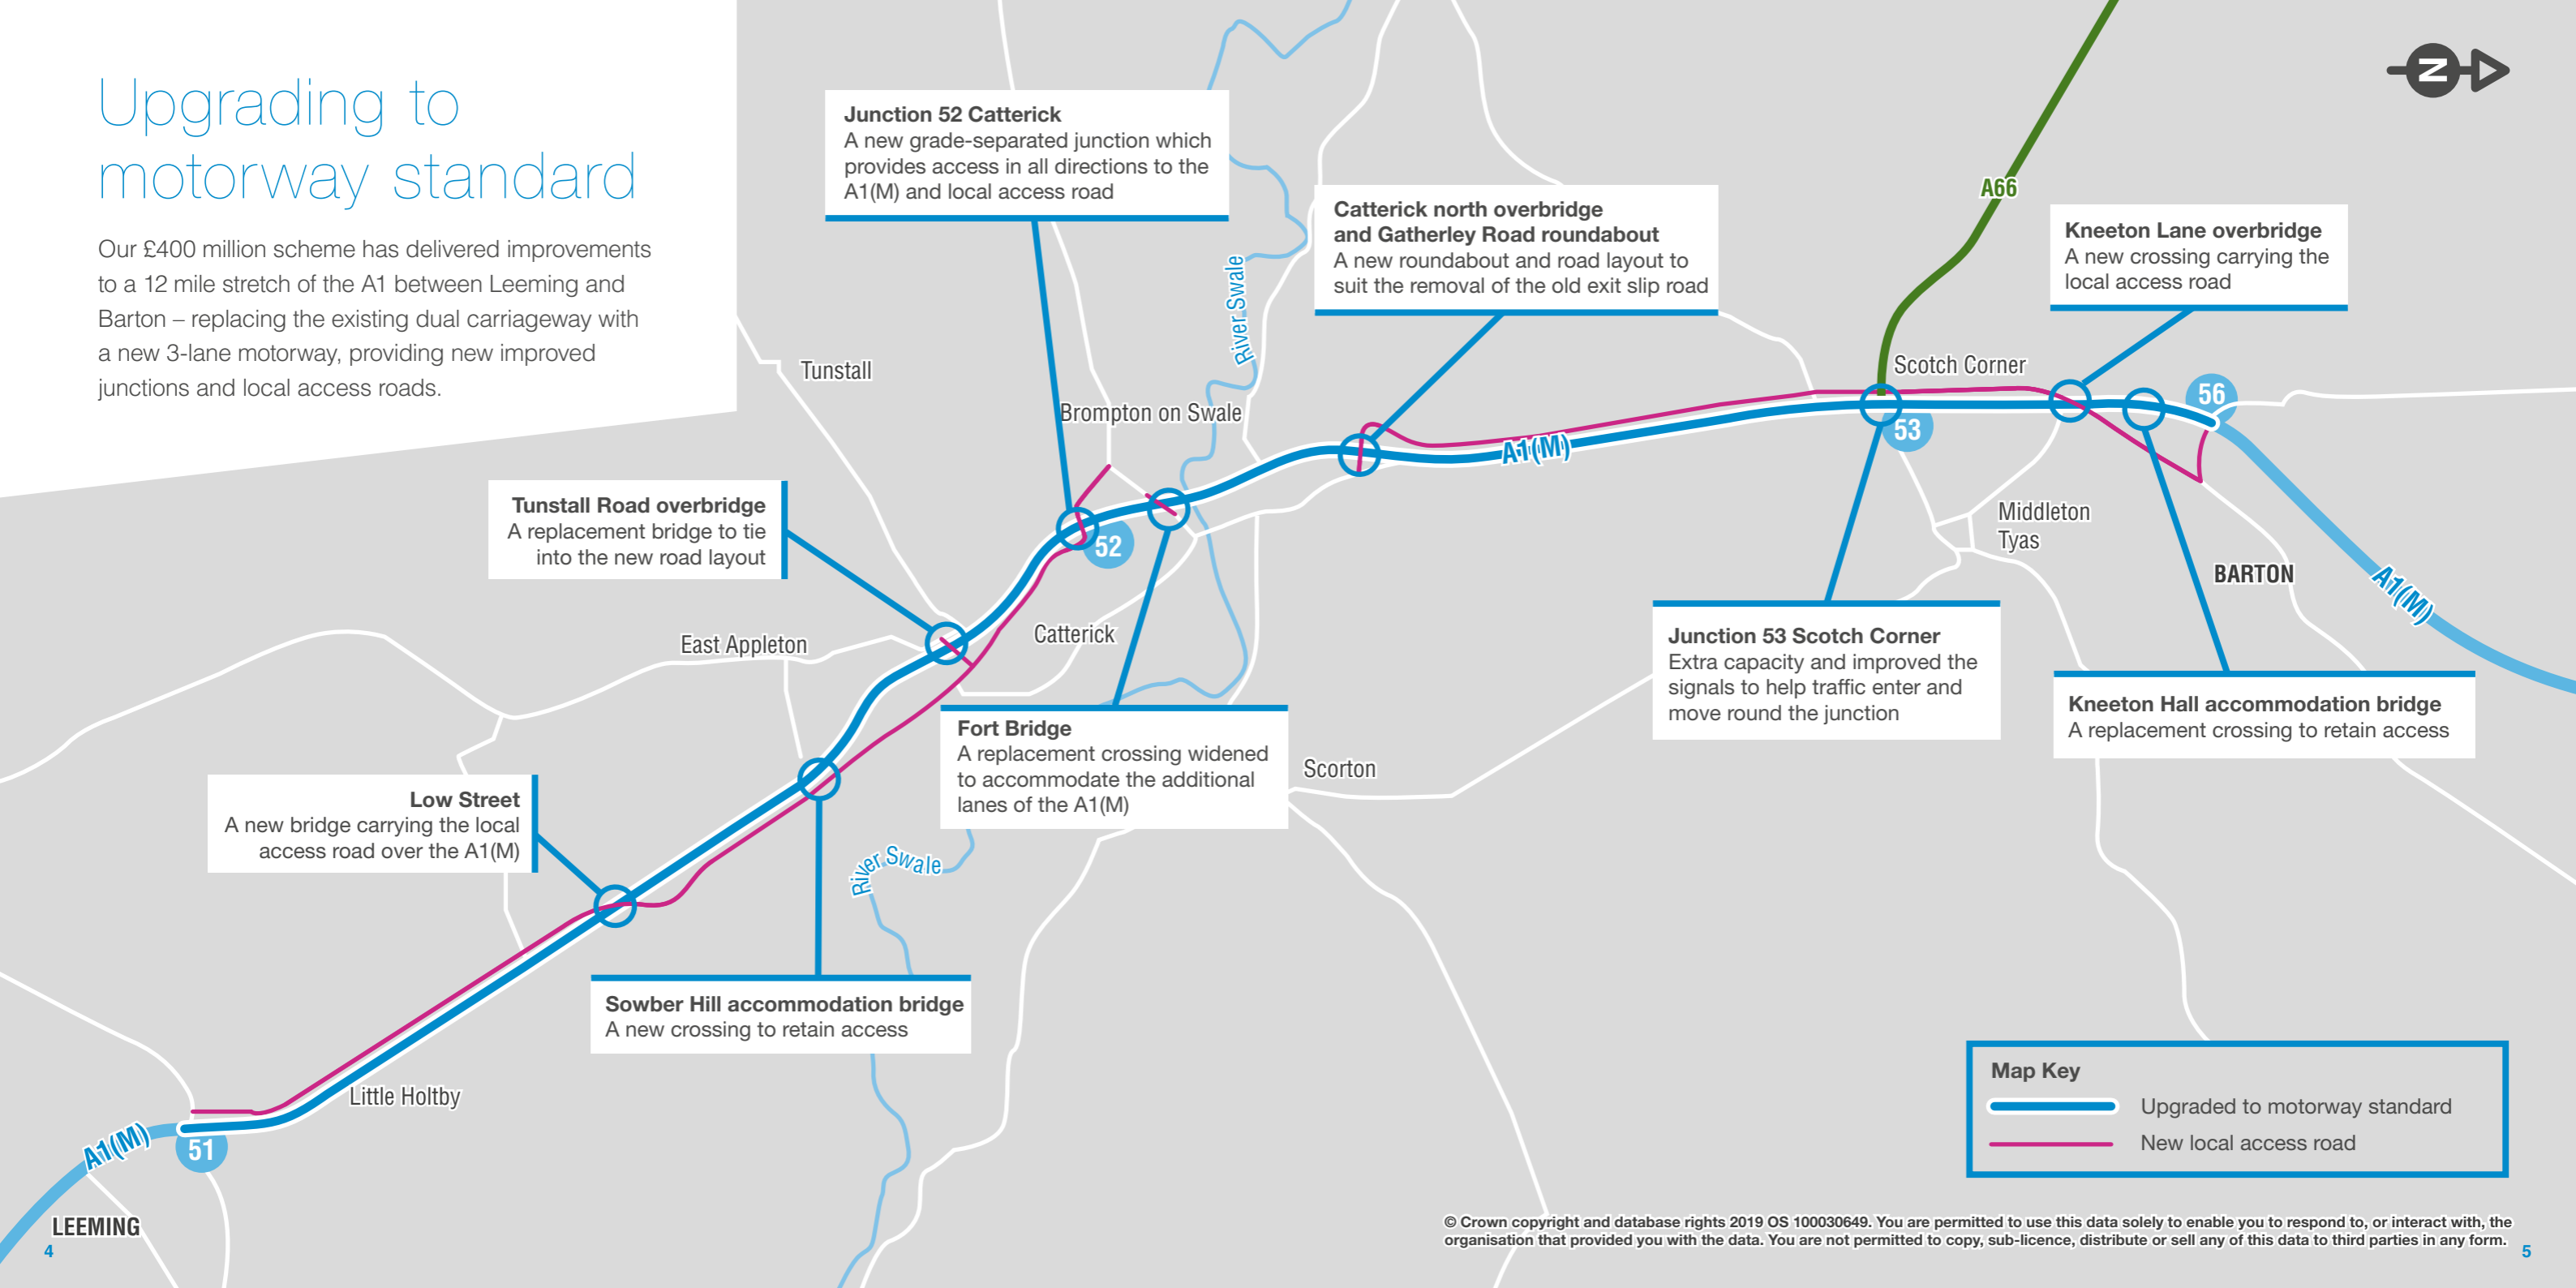 Upgrading to
motorway standard
Our £400 million scheme has delivered improvements
to a 12 mile stretch of the A1 between Leeming and
Barton – replacing the existing dual carriageway with
a new 3-lane motorway, providing new improved
junctions and local access roads.
N
Junction 52 Catterick
A new grade-separated junction which
provides access in all directions to the
A1(M) and local access road
Catterick north overbridge
and Gatherley Road roundabout
A new roundabout and road layout to
suit the removal of the old exit slip road
A66
Kneeton Lane overbridge
A new crossing carrying the
local access road
River Swale
Tunstall
Brompton on Swale
Scotch Corner
56
53
A1(M)
Tunstall Road overbridge
A replacement bridge to tie
into the new road layout
52
Middleton
Tyas
BARTON
A1(M)
East Appleton
Catterick
Junction 53 Scotch Corner
Extra capacity and improved the
signals to help traffic enter and
move round the junction
Kneeton Hall accommodation bridge
A replacement crossing to retain access
Fort Bridge
A replacement crossing widened
to accommodate the additional
lanes of the A1(M)
Scorton
Low Street
A new bridge carrying the local
access road over the A1(M)
River Swale
Sowber Hill accommodation bridge
A new crossing to retain access
Little Holtby
A1(M)
51
LEEMING
4
Map Key
Upgraded to motorway standard
New local access road
© Crown copyright and database rights 2019 OS 100030649. You are permitted to use this data solely to enable you to respond to, or interact with, the
organisation that provided you with the data. You are not permitted to copy, sub-licence, distribute or sell any of this data to third parties in any form.
5